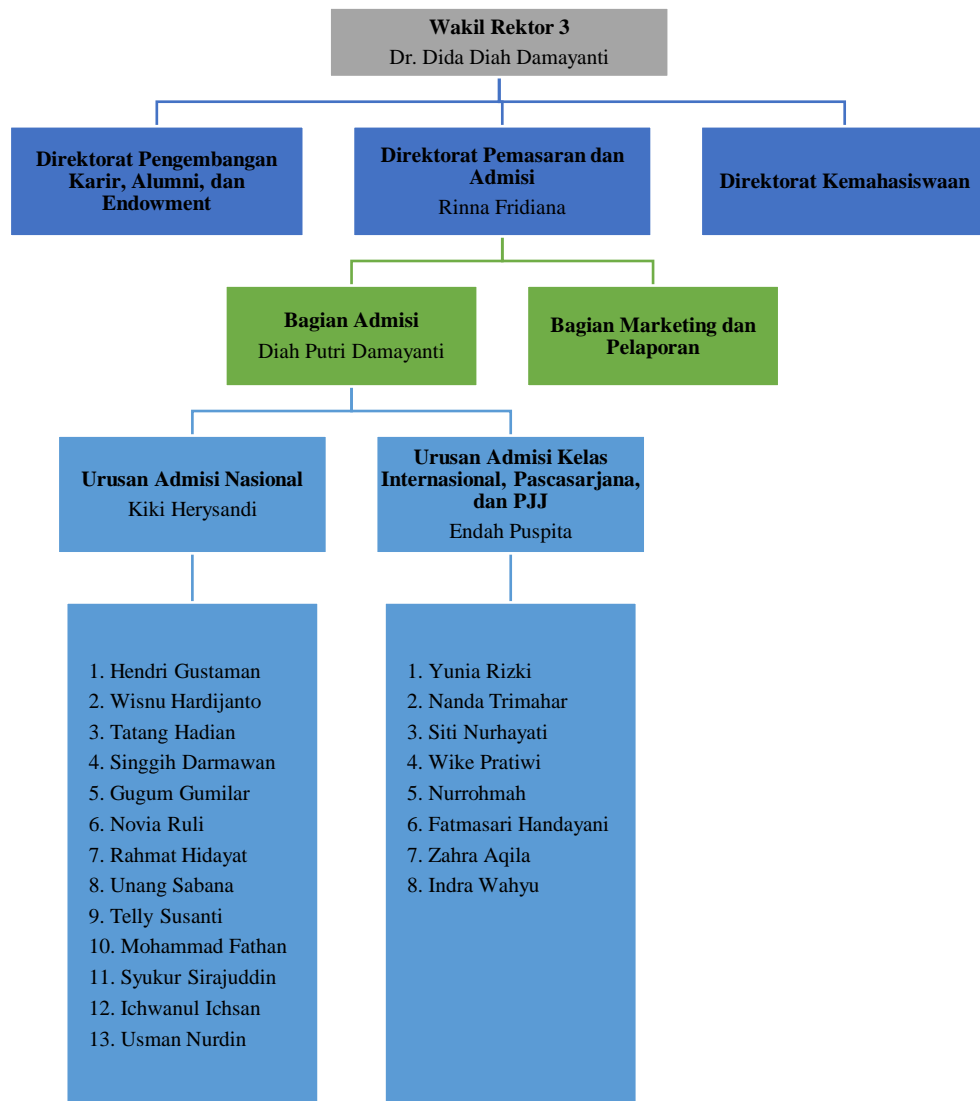 Wakil Rektor 3
Dr. Dida Diah Damayanti
Direktorat Pengembangan
Karir, Alumni, dan
Endowment
Direktorat Pemasaran dan
Admisi
Rinna Fridiana
Direktorat Kemahasiswaan
Bagian Admisi
Diah Putri Damayanti
Bagian Marketing dan
Pelaporan
Urusan Admisi Nasional
Kiki Herysandi
Urusan Admisi Kelas
Internasional, Pascasarjana,
dan PJJ
Endah Puspita
1. Hendri Gustaman
2. Wisnu Hardijanto
3. Tatang Hadian
4. Singgih Darmawan
5. Gugum Gumilar
6. Novia Ruli
7. Rahmat Hidayat
8. Unang Sabana
9. Telly Susanti
10. Mohammad Fathan
11. Syukur Sirajuddin
12. Ichwanul Ichsan
13. Usman Nurdin
1. Yunia Rizki
2. Nanda Trimahar
3. Siti Nurhayati
4. Wike Pratiwi
5. Nurrohmah
6. Fatmasari Handayani
7. Zahra Aqila
8. Indra Wahyu